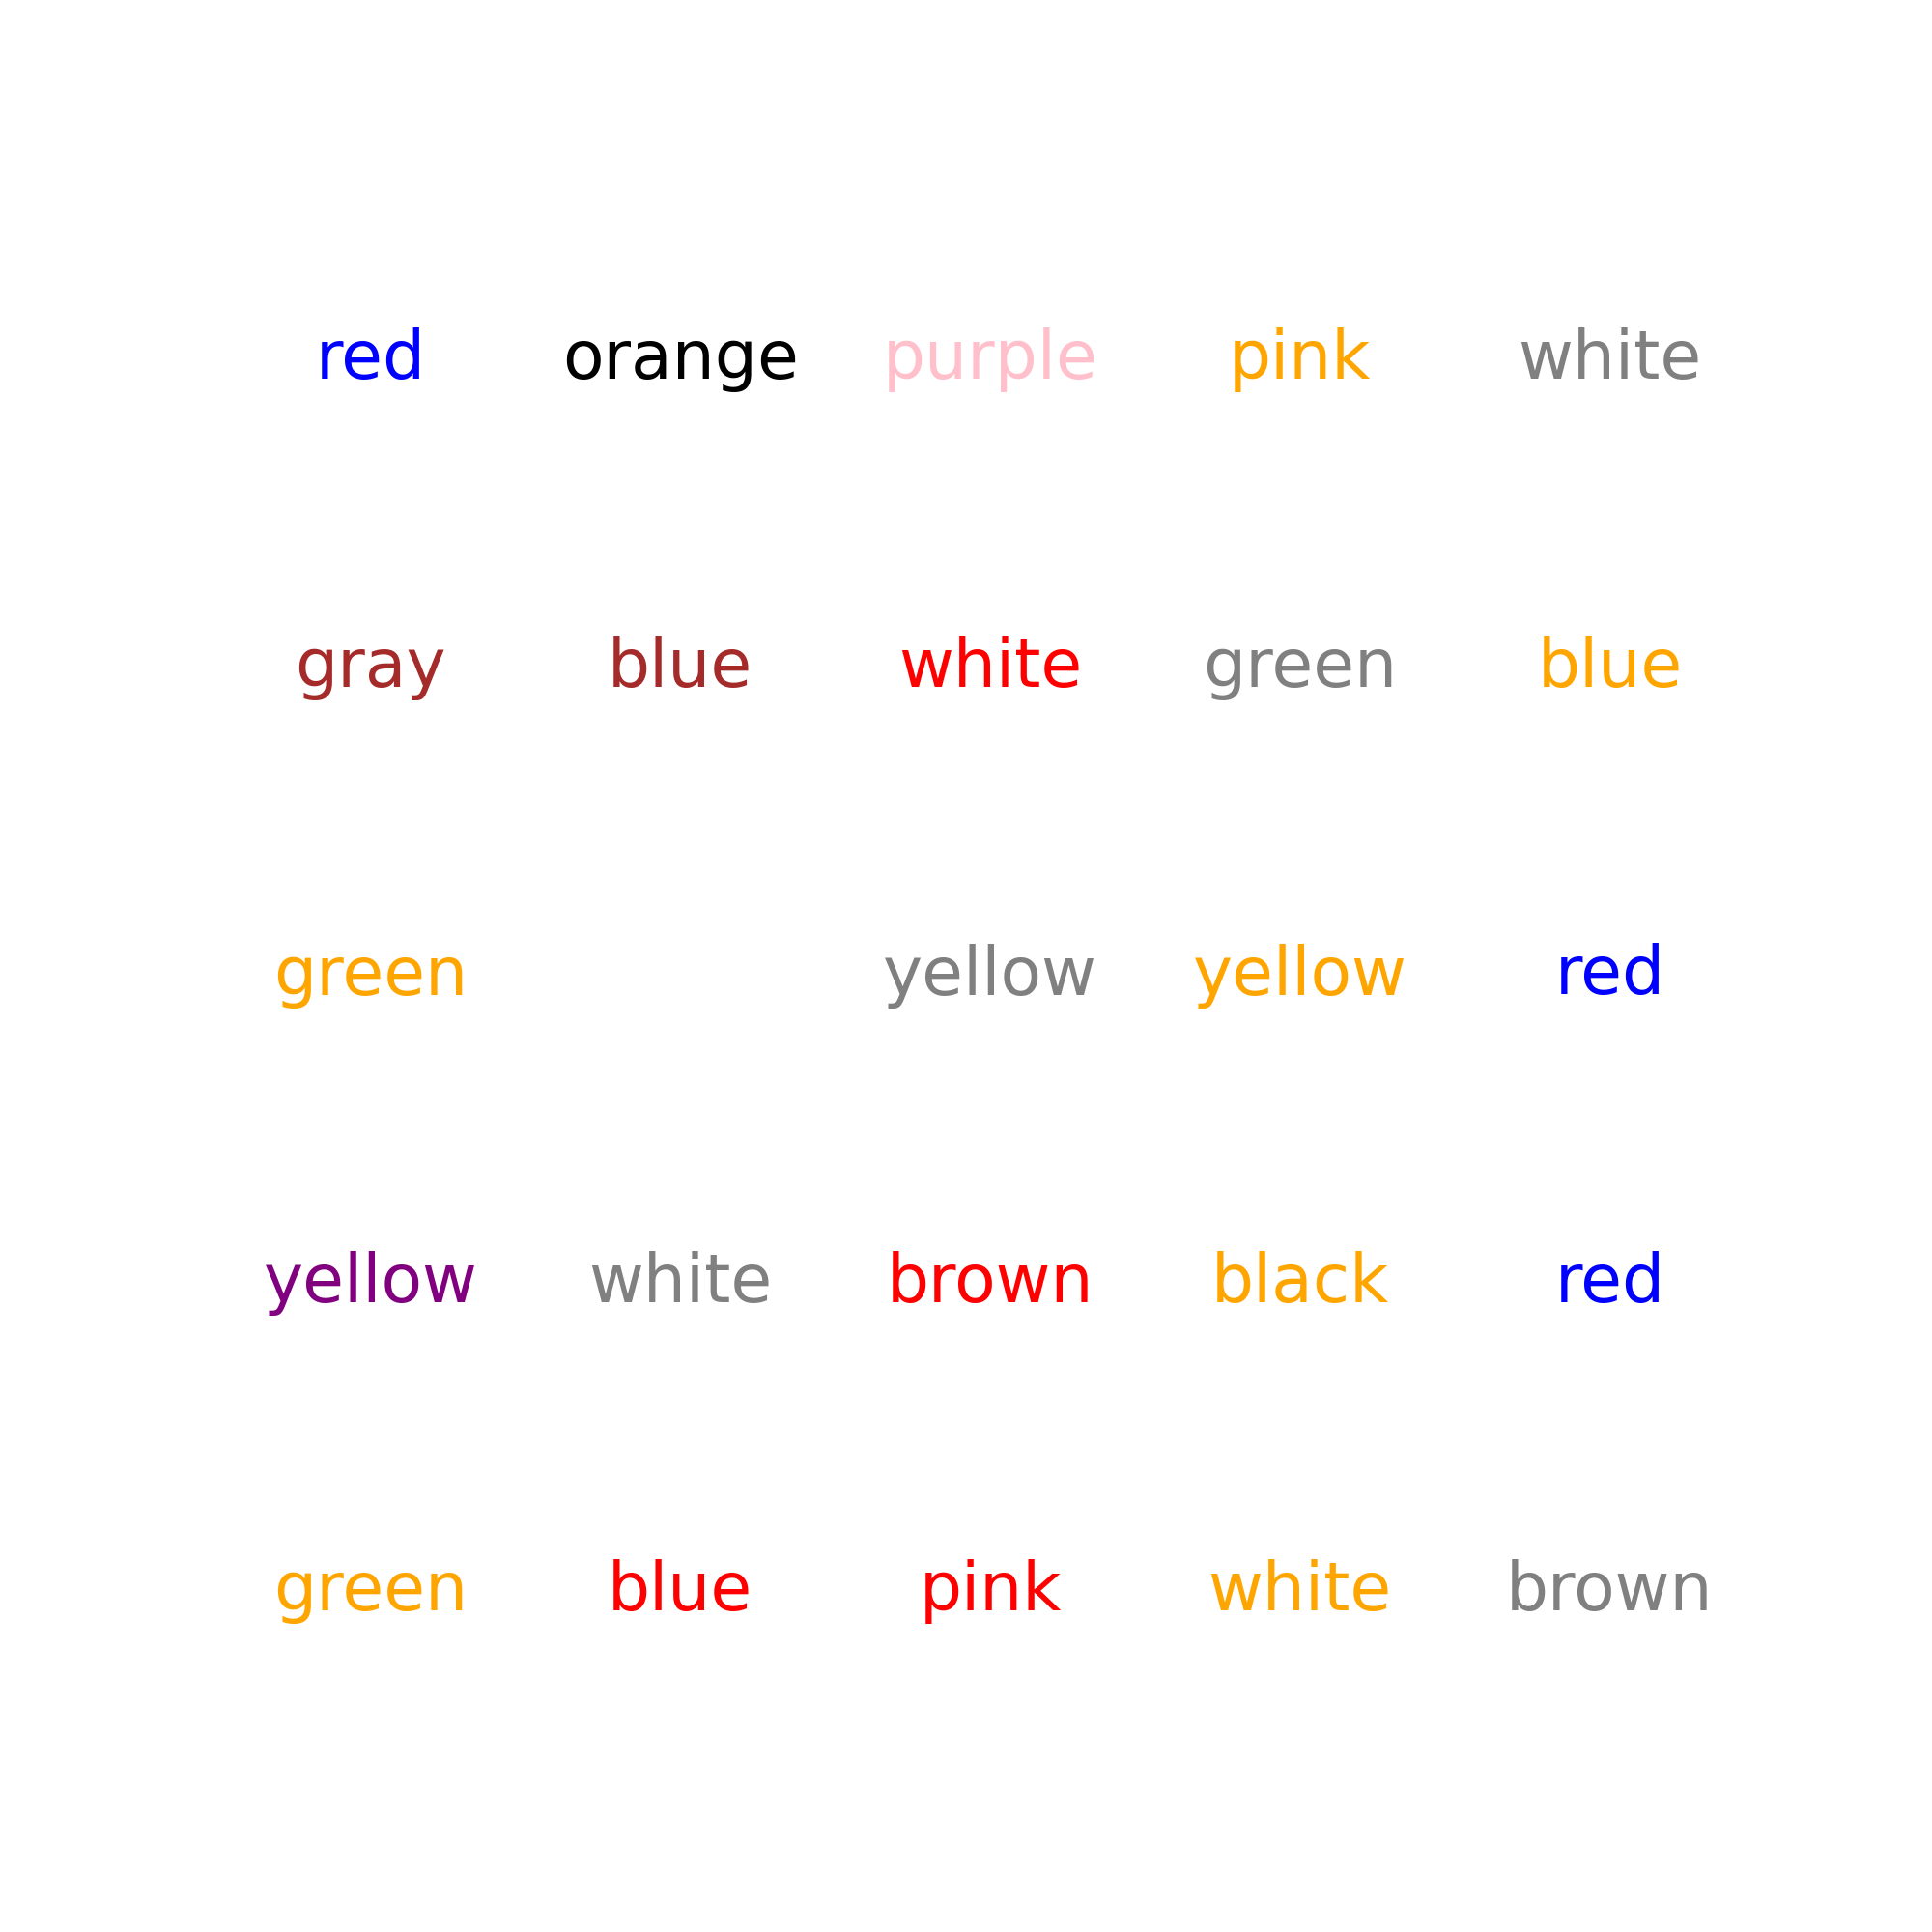 red orange purple pink white
gray blue white green blue
green yellow yellow red
yellow white brown black red
green blue pink white brown